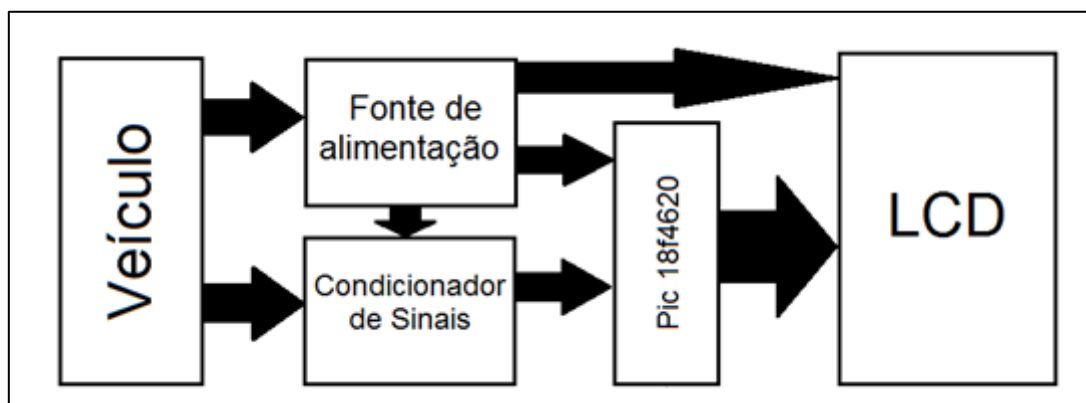 Veículo
Fonte de
alimentação
Condicionador
de Sinais
Pic 18f4620
LCD